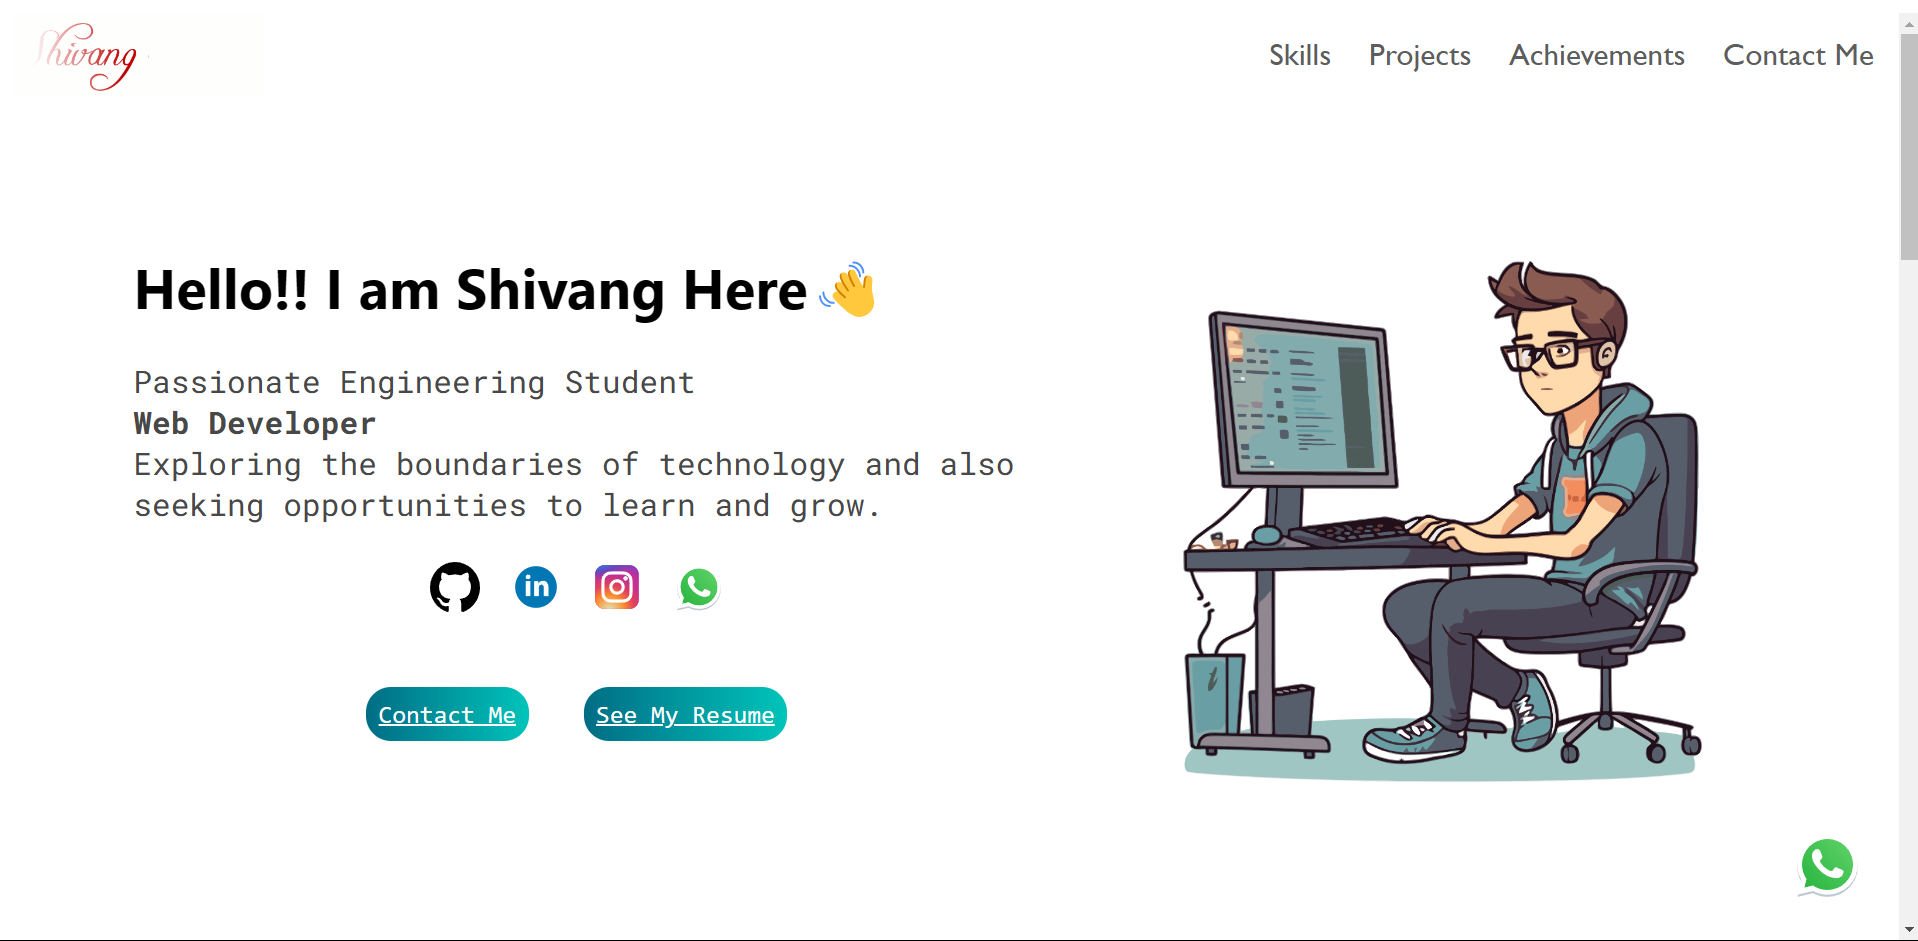 Shivang
Skills Projects Achievements Contact Me
Hello!! I am Shivang Here 👋
Passionate Engineering Student
Web Developer
Exploring the boundaries of technology and also
seeking opportunities to learn and grow.
in
Contact Me See My Resume